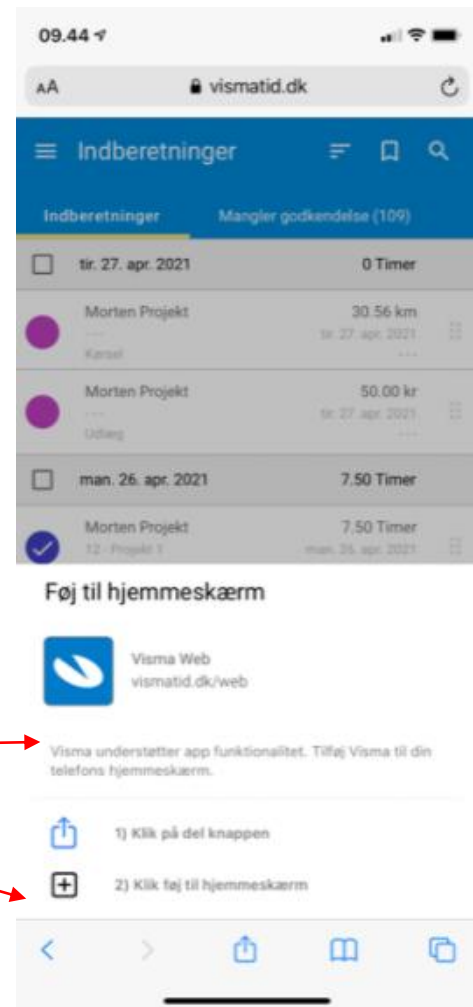 09.44
AA vismatid.dk
Indberetninger
Indberetninger Mangler godkendelse (109)
tir. 27. apr. 2021 0 Timer
Morten Projekt 30.56 km
--- tir. 27. apr. 2021
Kørsel ---
Morten Projekt 50.00 kr
--- tir. 27. apr. 2021
Udlæg ---
man. 26. apr. 2021 7.50 Timer
Morten Projekt 7.50 Timer
12 - Projekt 1 man. 26. apr. 2021
Føj til hjemmeskærm
Visma Web
vismatid.dk/web
Visma understøtter app funktionalitet. Tilføj Visma til din
telefons hjemmeskærm.
1) Klik på del knappen
2) Klik føj til hjemmeskærm